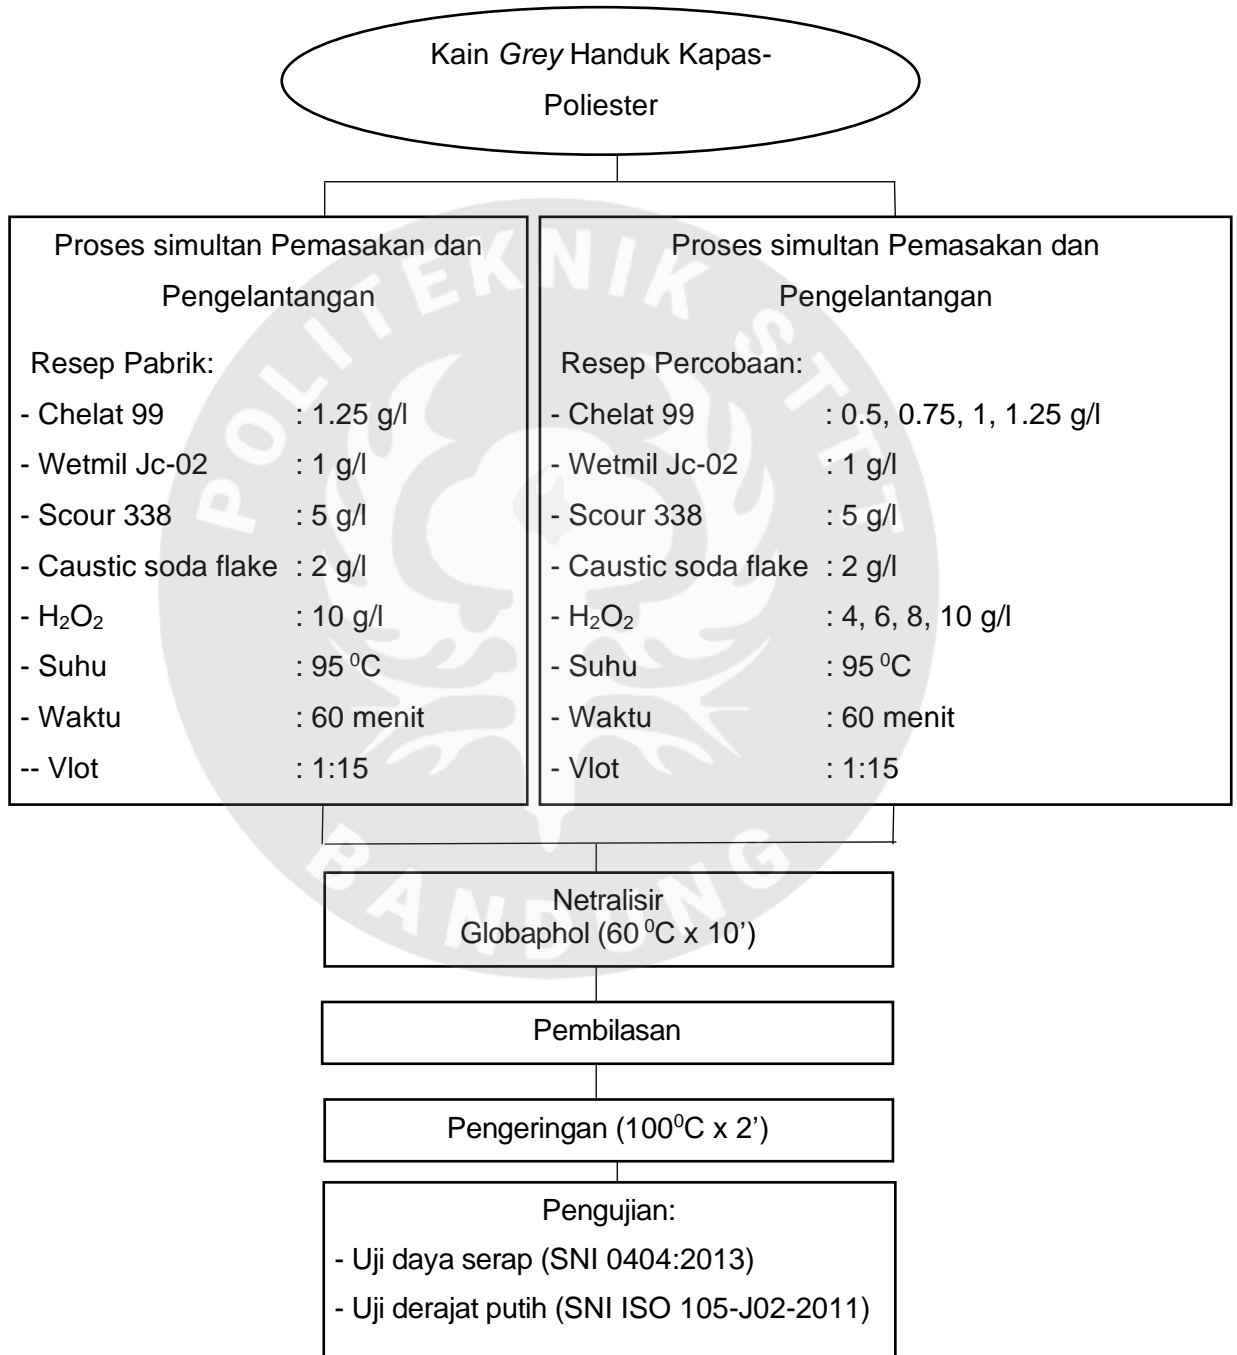 Kain Grey Handuk Kapas-
Poliester
Proses simultan Pemasakan dan
Pengelantangan
Resep Pabrik:
- Chelat 99 : 1.25 g/l
- Wetmil Jc-02 : 1 g/l
- Scour 338 : 5 g/l
- Caustic soda flake : 2 g/l
- H₂O₂ : 10 g/l
- Suhu : 95 ⁰C
- Waktu : 60 menit
-- Vlot : 1:15
Proses simultan Pemasakan dan
Pengelantangan
Resep Percobaan:
- Chelat 99 : 0.5, 0.75, 1, 1.25 g/l
- Wetmil Jc-02 : 1 g/l
- Scour 338 : 5 g/l
- Caustic soda flake : 2 g/l
- H₂O₂ : 4, 6, 8, 10 g/l
- Suhu : 95 ⁰C
- Waktu : 60 menit
- Vlot : 1:15
Netralisir
Globaphol (60 ⁰C x 10’)
Pembilasan
Pengeringan (100⁰C x 2’)
Pengujian:
- Uji daya serap (SNI 0404:2013)
- Uji derajat putih (SNI ISO 105-J02-2011)
POLITEKNIK STTT
BANDUNG